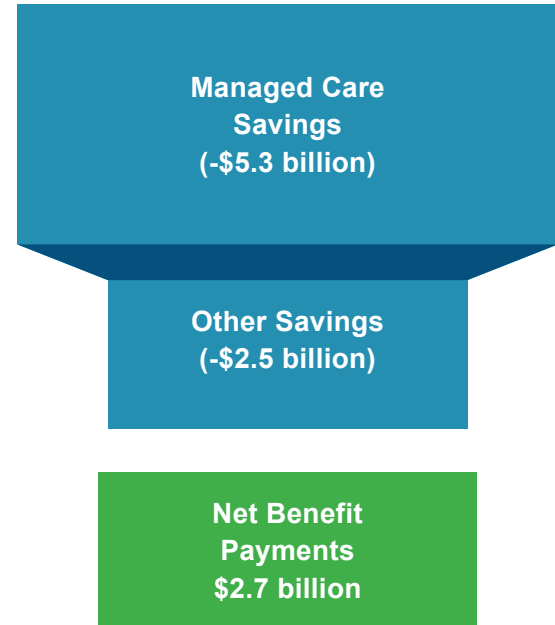 Managed Care
Savings
(-$5.3 billion)
Other Savings
(-$2.5 billion)
Net Benefit
Payments
$2.7 billion